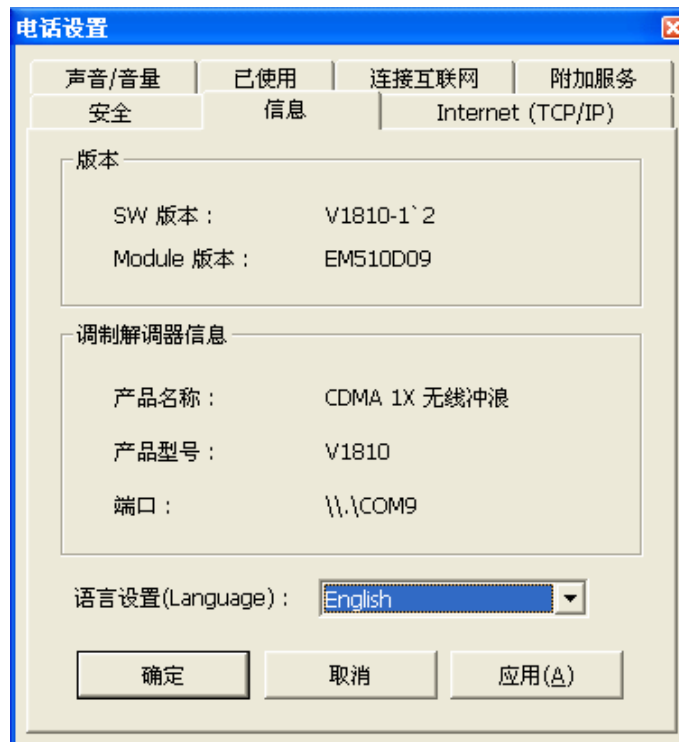 电话设置
声音/音量 已使用 连接互联网 附加服务
安全 信息 Internet (TCP/IP)
版本
SW 版本: V1810-1`2
Module 版本: EM510D09
调制解调器信息
产品名称: CDMA 1X 无线冲浪
产品型号: V1810
端口: \\.\COM9
语言设置(Language): English
确定 取消 应用(A)